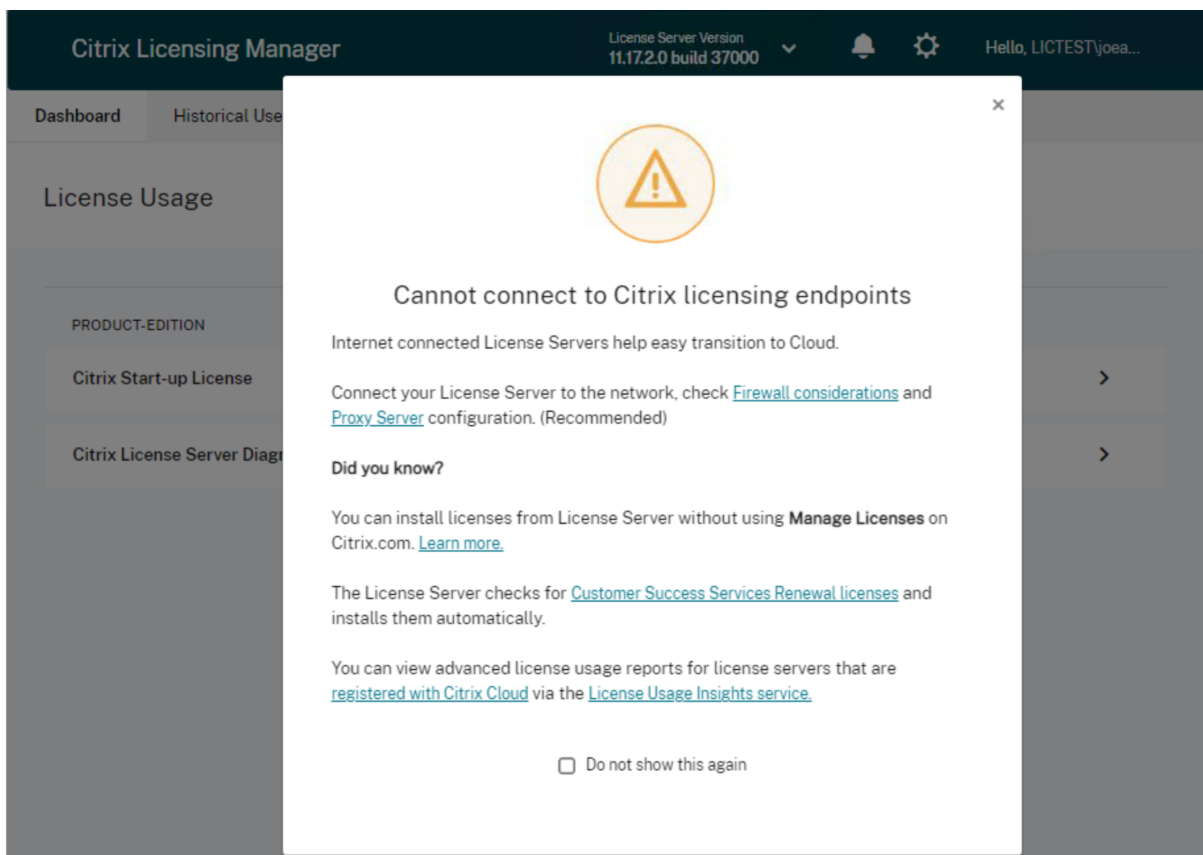 Citrix Licensing Manager
License Server Version
11.17.2.0 build 37000
Hello, LICTEST\joea...
Dashboard
Historical Use
License Usage
PRODUCT-EDITION
Citrix Start-up License
Citrix License Server Diagr
×
Cannot connect to Citrix licensing endpoints
Internet connected License Servers help easy transition to Cloud.
Connect your License Server to the network, check Firewall considerations and
Proxy Server configuration. (Recommended)
Did you know?
You can install licenses from License Server without using Manage Licenses on
Citrix.com. Learn more.
The License Server checks for Customer Success Services Renewal licenses and
installs them automatically.
You can view advanced license usage reports for license servers that are
registered with Citrix Cloud via the License Usage Insights service.
Do not show this again